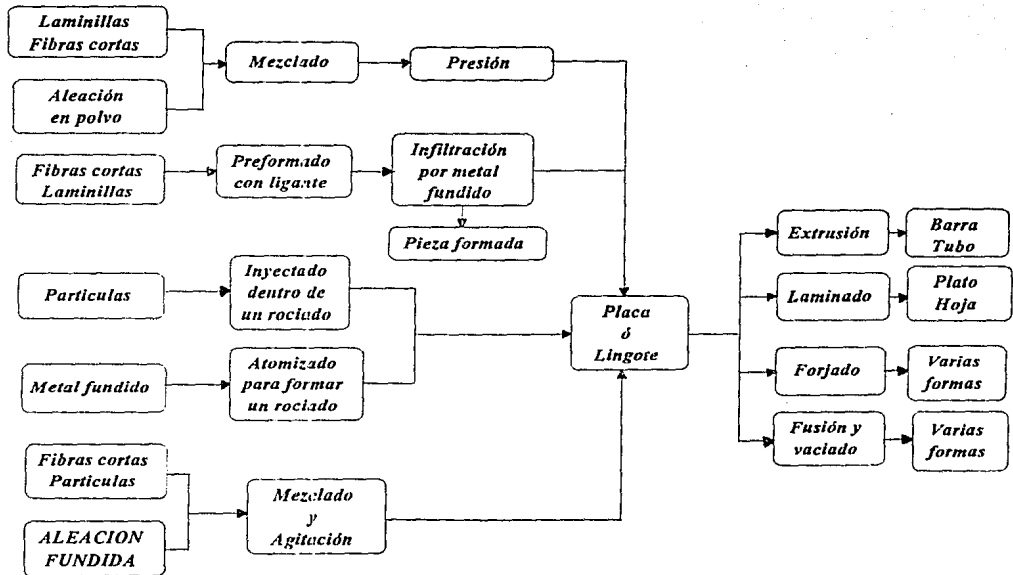 Laminillas
Fibras cortas
Mezclado
Presión
Aleación
en polvo
Fibras cortas
Laminillas
Preformado
con ligante
Infiltración
por metal
fundido
Pieza formada
Particulas
Inyectado
dentro de
un rociado
Metal fundido
Atomizado
para formar
un rociado
Fibras cortas
Particulas
ALEACION
FUNDIDA
Mezclado
y
Agitación
Placa
ó
Lingote
Extrusión
Barra
Tubo
Laminado
Plato
Hoja
Forjado
Varias
formas
Fusión y
vaciado
Varias
formas